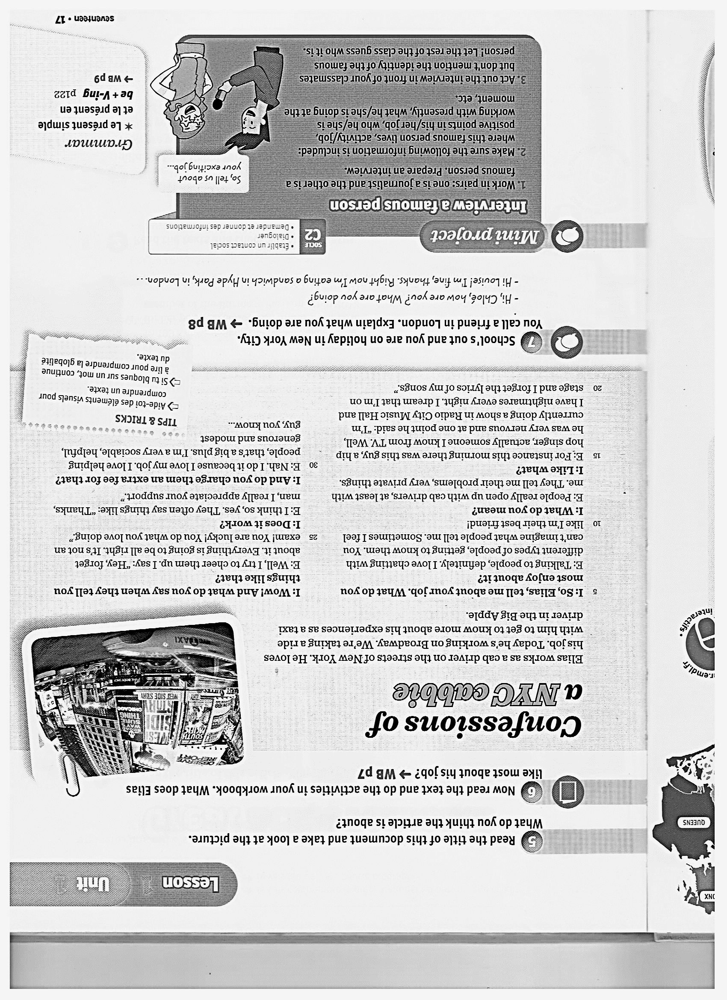 Lesson 1 Unit 1
5 Read the title of this document and take a look at the picture.
What do you think the article is about?
6 Now read the text and do the activities in your workbook. What does Elias
like most about his job? → WB p7
Confessions of
a NYC cabbie
OBSERVE
REPORT
SOUTH
PACIFIC
WEST
SIDE
STORY
WEST SIDE STORY
BROADWAY'S
SURE
THING
CHICAGO
TAXI
Elias works as a cab driver on the streets of New York. He loves
his job. Today he's working on Broadway. We're taking a ride
with him to get to know more about his experiences as a taxi
driver in the Big Apple.
5 I: So, Elias, tell me about your job. What do you
most enjoy about it?
E: Talking to people, definitely. I love chatting with
different types of people, getting to know them. You
can't imagine what people tell me. Sometimes I feel
10 like I'm their best friend!
I: What do you mean?
E: People really open up with cab drivers, at least with
me. They tell me their problems, very private things.
I: Like what?
15 E: For instance this morning there was this guy, a hip
hop singer, actually someone I know from TV. Well,
he was very nervous and at one point he said: “I'm
currently doing a show in Radio City Music Hall and
I have nightmares every night. I dream that I'm on
20 stage and I forget the lyrics of my songs.”
I: Wow! And what do you say when they tell you
things like that?
E: Well, I try to cheer them up. I say: “Hey, forget
about it. Everything is going to be all right. It's not an
25 exam! You are lucky! You do what you love doing.”
I: Does it work?
E: I think so, yes. They often say things like: “Thanks,
man, I really appreciate your support.”
I: And do you charge them an extra fee for that?
30 E: Nah. I do it because I love my job. I love helping
people, that's a big plus. I'm a very sociable, helpful,
generous and modest
guy, you know...
TIPS & TRICKS
⇨ Aide-toi des éléments visuels pour
comprendre un texte.
⇨ Si tu bloques sur un mot, continue
à lire pour comprendre la globalité
du texte.
7 School's out and you are on holiday in New York City.
You call a friend in London. Explain what you are doing. → WB p8
- Hi, Chloé, how are you? What are you doing?
- Hi Louise! I'm fine, thanks. Right now I'm eating a sandwich in Hyde Park, in London...
Mini project
SOCLE
C2
• Établir un contact social
• Dialoguer
• Demander et donner des informations
Interview a famous person
1. Work in pairs: one is a journalist and the other is a
famous person. Prepare an interview.
2. Make sure the following information is included:
where this famous person lives, activity/job,
positive points in his/her job, who he/she is
working with presently, what he/she is doing at the
moment, etc.
3. Act out the interview in front of your classmates
but don't mention the identity of the famous
person! Let the rest of the class guess who it is.
So, tell us about
your exciting job...
Grammar
✶ Le présent simple
et le présent en
be + V-ing p122
→ WB p9
seventeen • 17
QUEENS